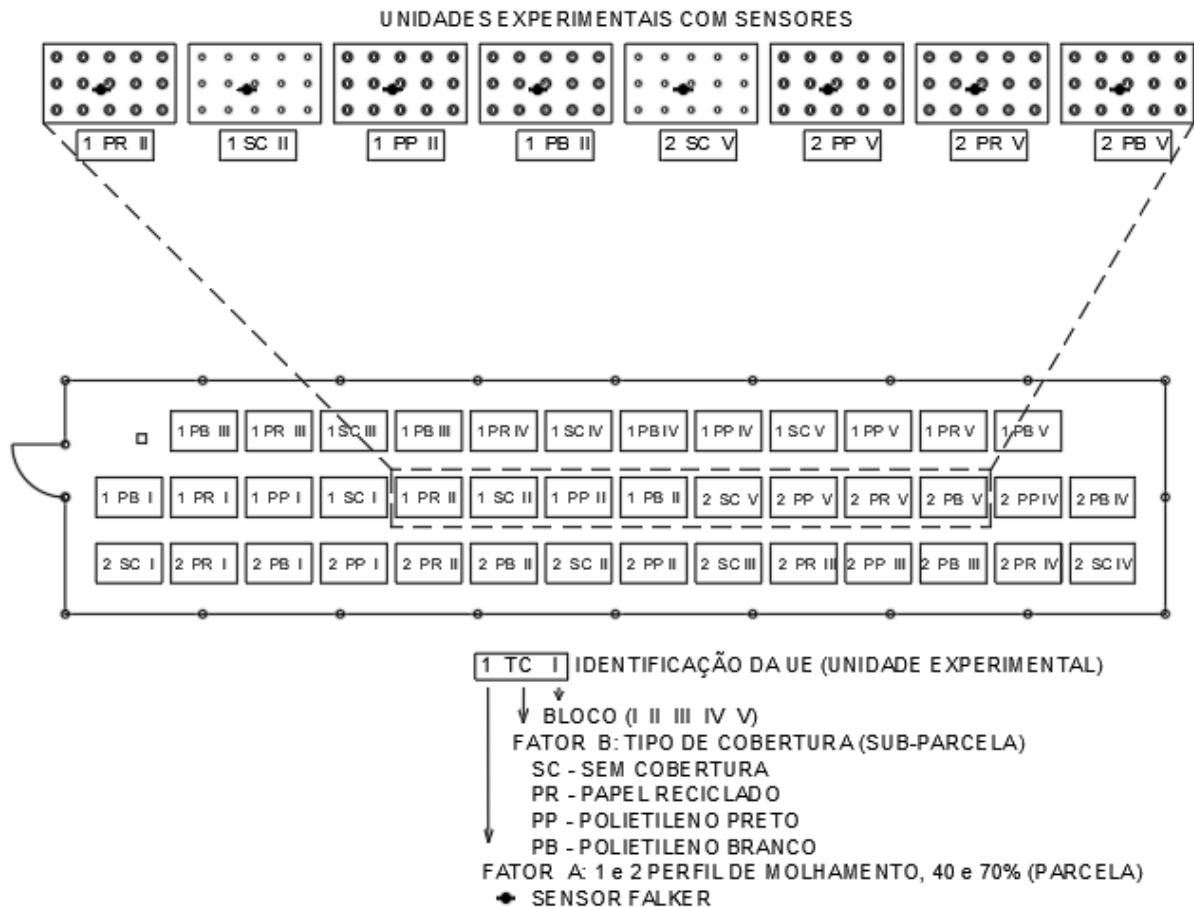 UNIDADES EXPERIMENTAIS COM SENSORES
1 PR II 1 SC II 1 PP II 1 PB II 2 SC V 2 PP V 2 PR V 2 PB V
1 PB III 1 PR III 1 SC III 1 PB III 1 PR IV 1 SC IV 1 PB IV 1 PP IV 1 SC V 1 PP V 1 PR V 1 PB V
1 PB I 1 PR I 1 PP I 1 SC I 1 PR II 1 SC II 1 PP II 1 PB II 2 SC V 2 PP V 2 PR V 2 PB V 2 PP IV 2 PB IV
2 SC I 2 PR I 2 PB I 2 PP I 2 PR II 2 PB II 2 SC II 2 PP II 2 SC III 2 PR III 2 PP III 2 PB III 2 PR IV 2 SC IV
1 TC I IDENTIFICAÇÃO DA UE (UNIDADE EXPERIMENTAL)
BLOCO (I II III IV V)
FATOR B: TIPO DE COBERTURA (SUB-PARCELA)
SC - SEM COBERTURA
PR - PAPEL RECICLADO
PP - POLIETILENO PRETO
PB - POLIETILENO BRANCO
FATOR A: 1 e 2 PERFIL DE MOLHAMENTO, 40 e 70% (PARCELA)
SENSOR FALKER